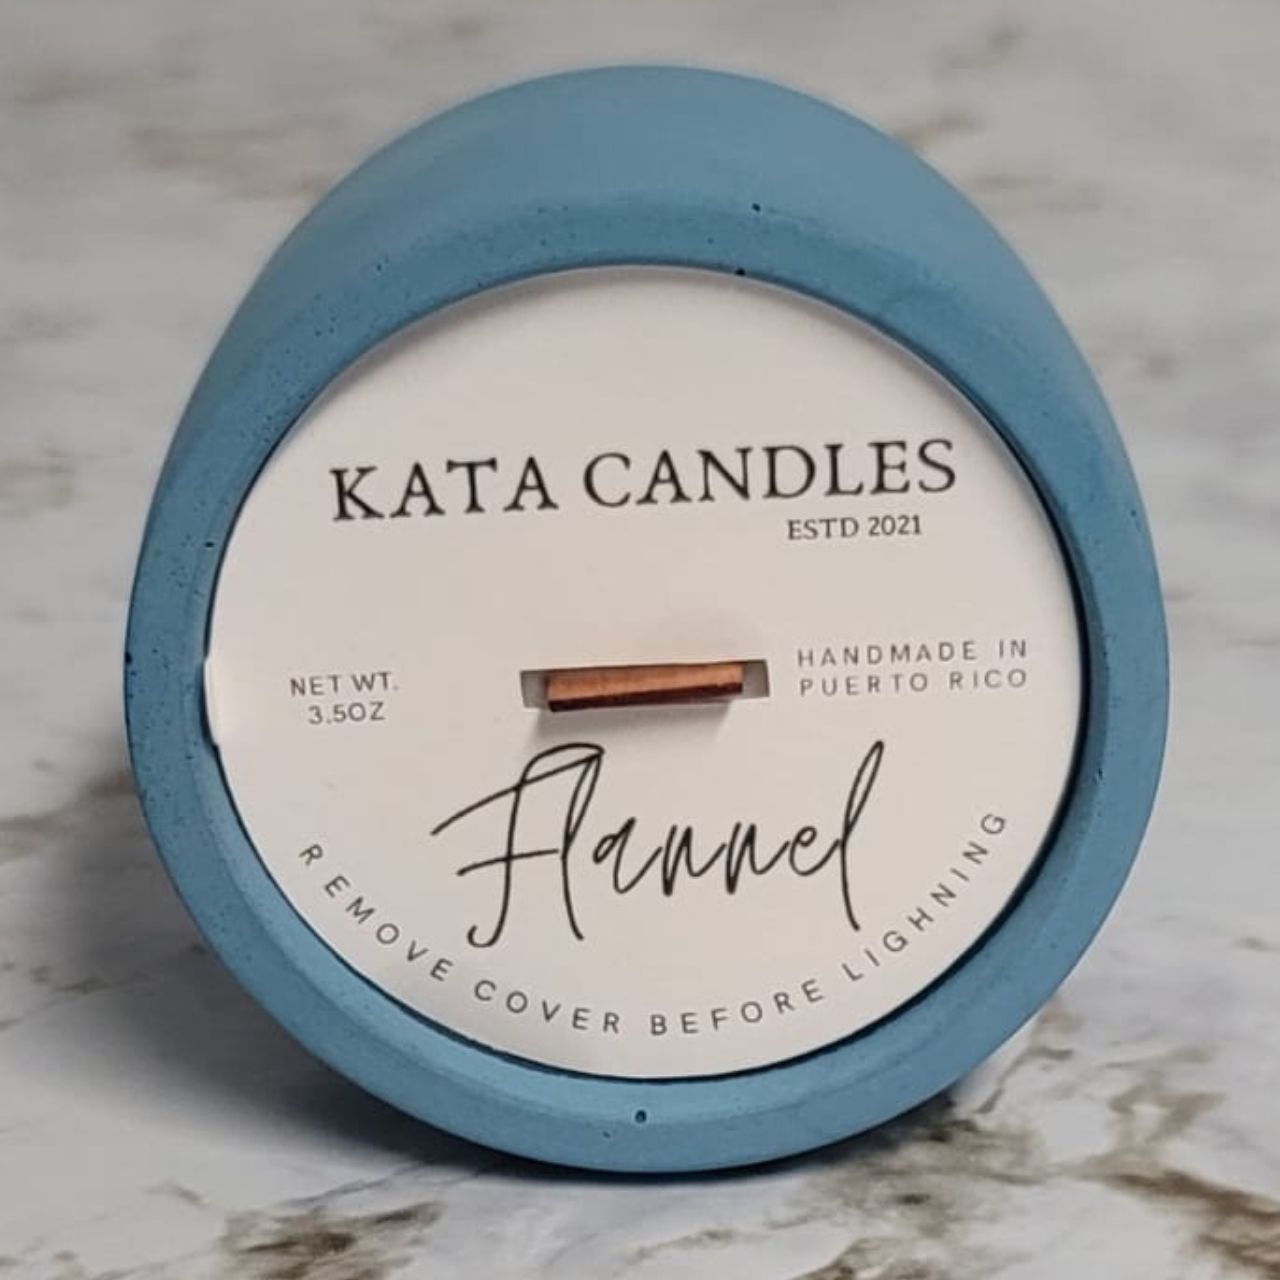 KATA CANDLES
ESTD 2021
NET WT.
3.5OZ
HANDMADE IN
PUERTO RICO
Flannel
REMOVE COVER BEFORE LIGHNING